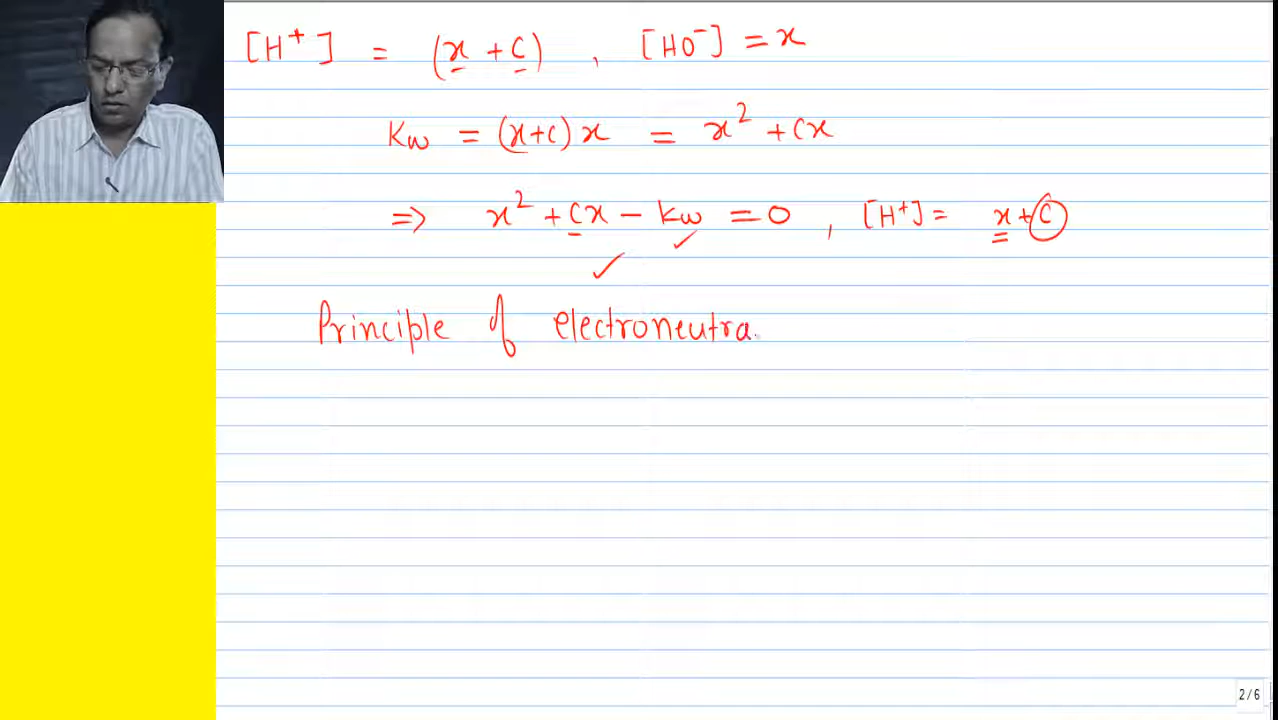 [H⁺] = (x + C) , [HO⁻] = x
Kw = (x+C) x = x² + Cx
⇒ x² + Cx − Kw = 0 , [H⁺] = x + C
Principle of electroneutra
2/6